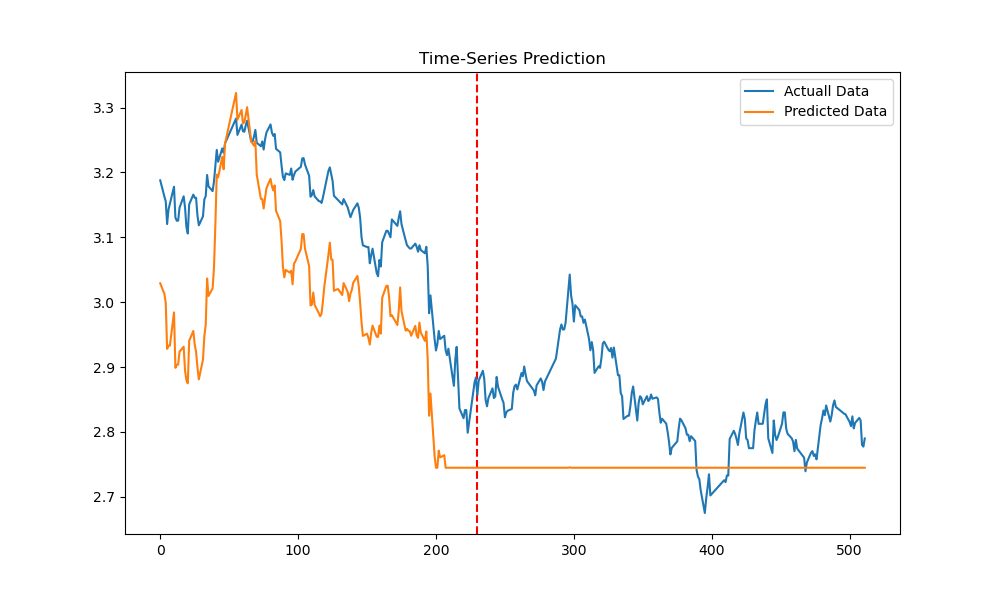 Time-Series Prediction
Actuall Data
Predicted Data
3.3
3.2
3.1
3.0
2.9
2.8
2.7
0 100 200 300 400 500